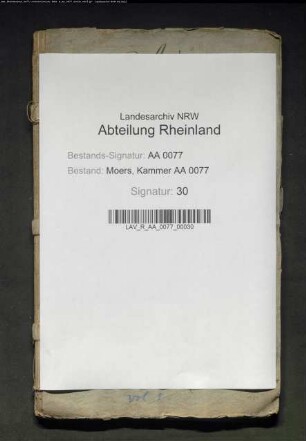 Landesarchiv NRW
Abteilung Rheinland
Bestands-Signatur: AA 0077
Bestand: Moers, Kammer AA 0077
Signatur: 30
LAV_R_AA_0077_00030